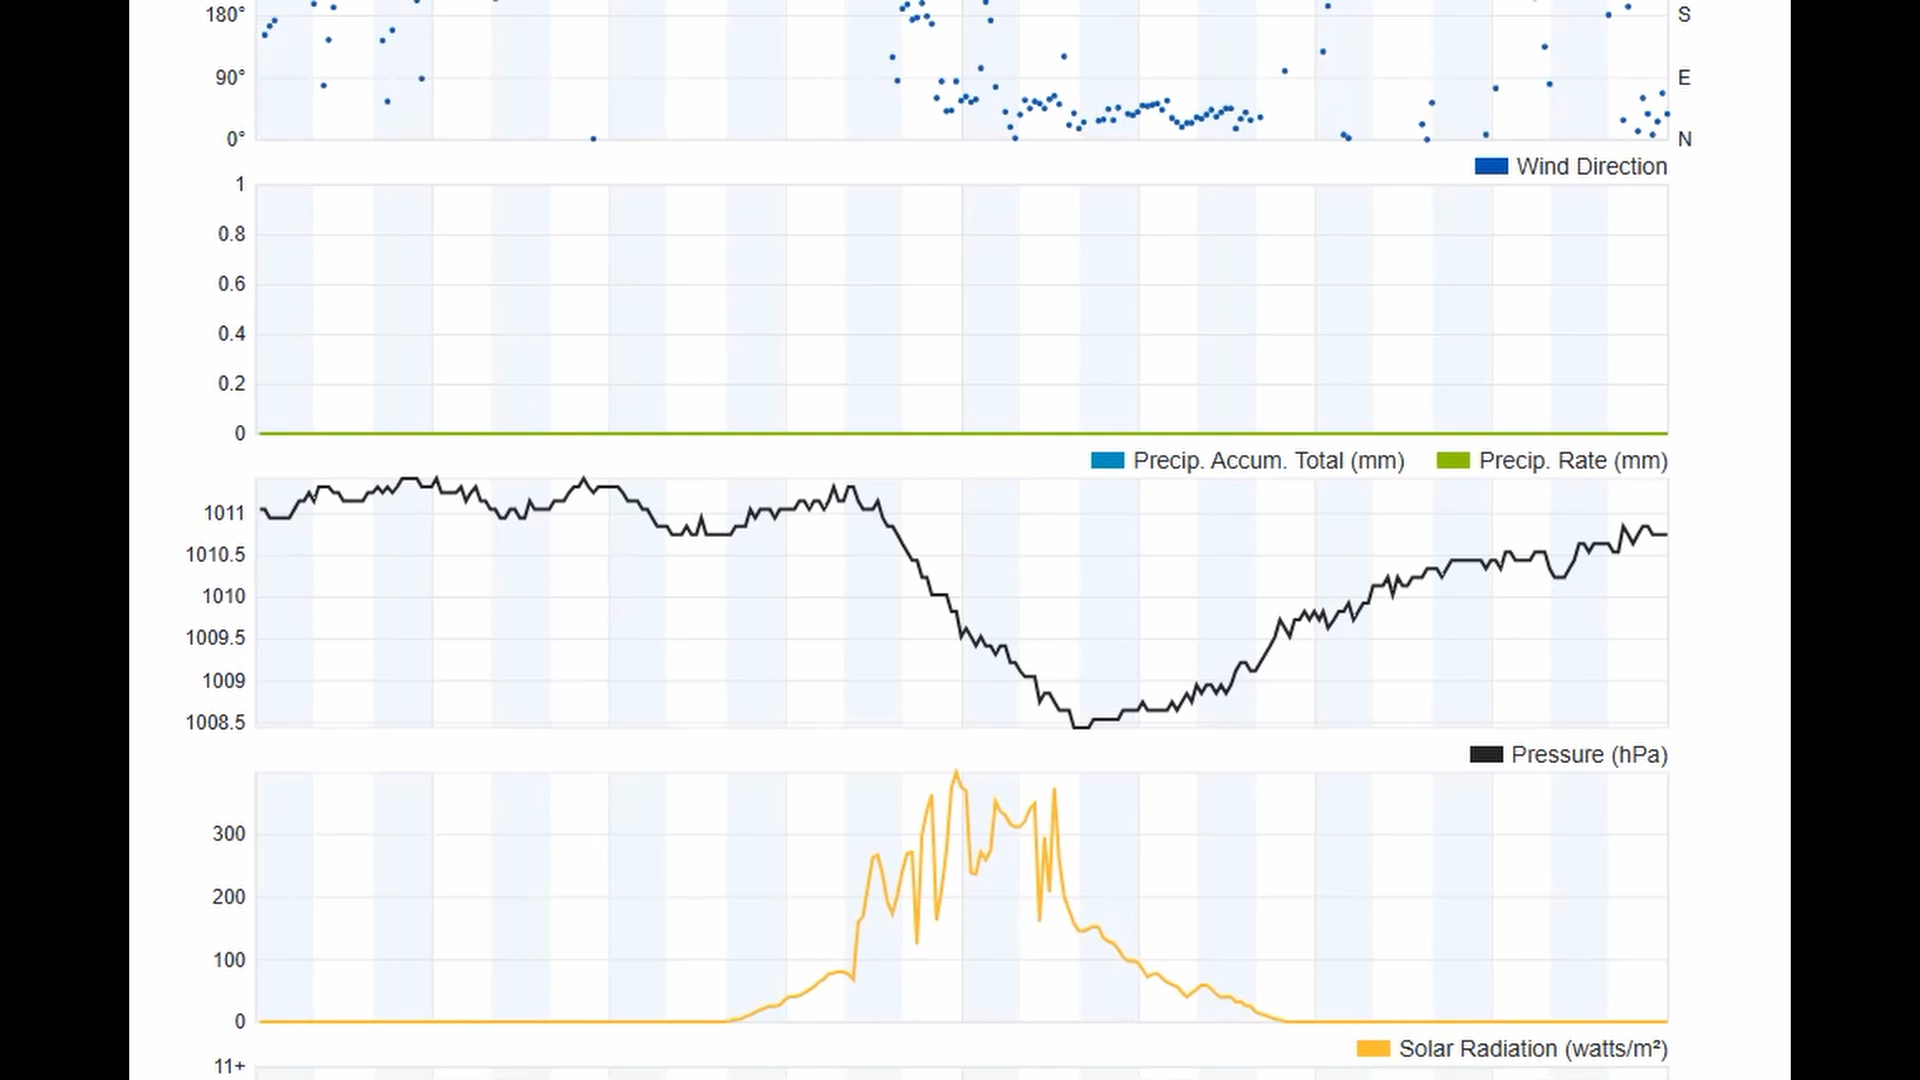 180° S
90° E
0° N
Wind Direction
1
0.8
0.6
0.4
0.2
0
Precip. Accum. Total (mm) Precip. Rate (mm)
1011
1010.5
1010
1009.5
1009
1008.5
Pressure (hPa)
300
200
100
0
Solar Radiation (watts/m²)
11+